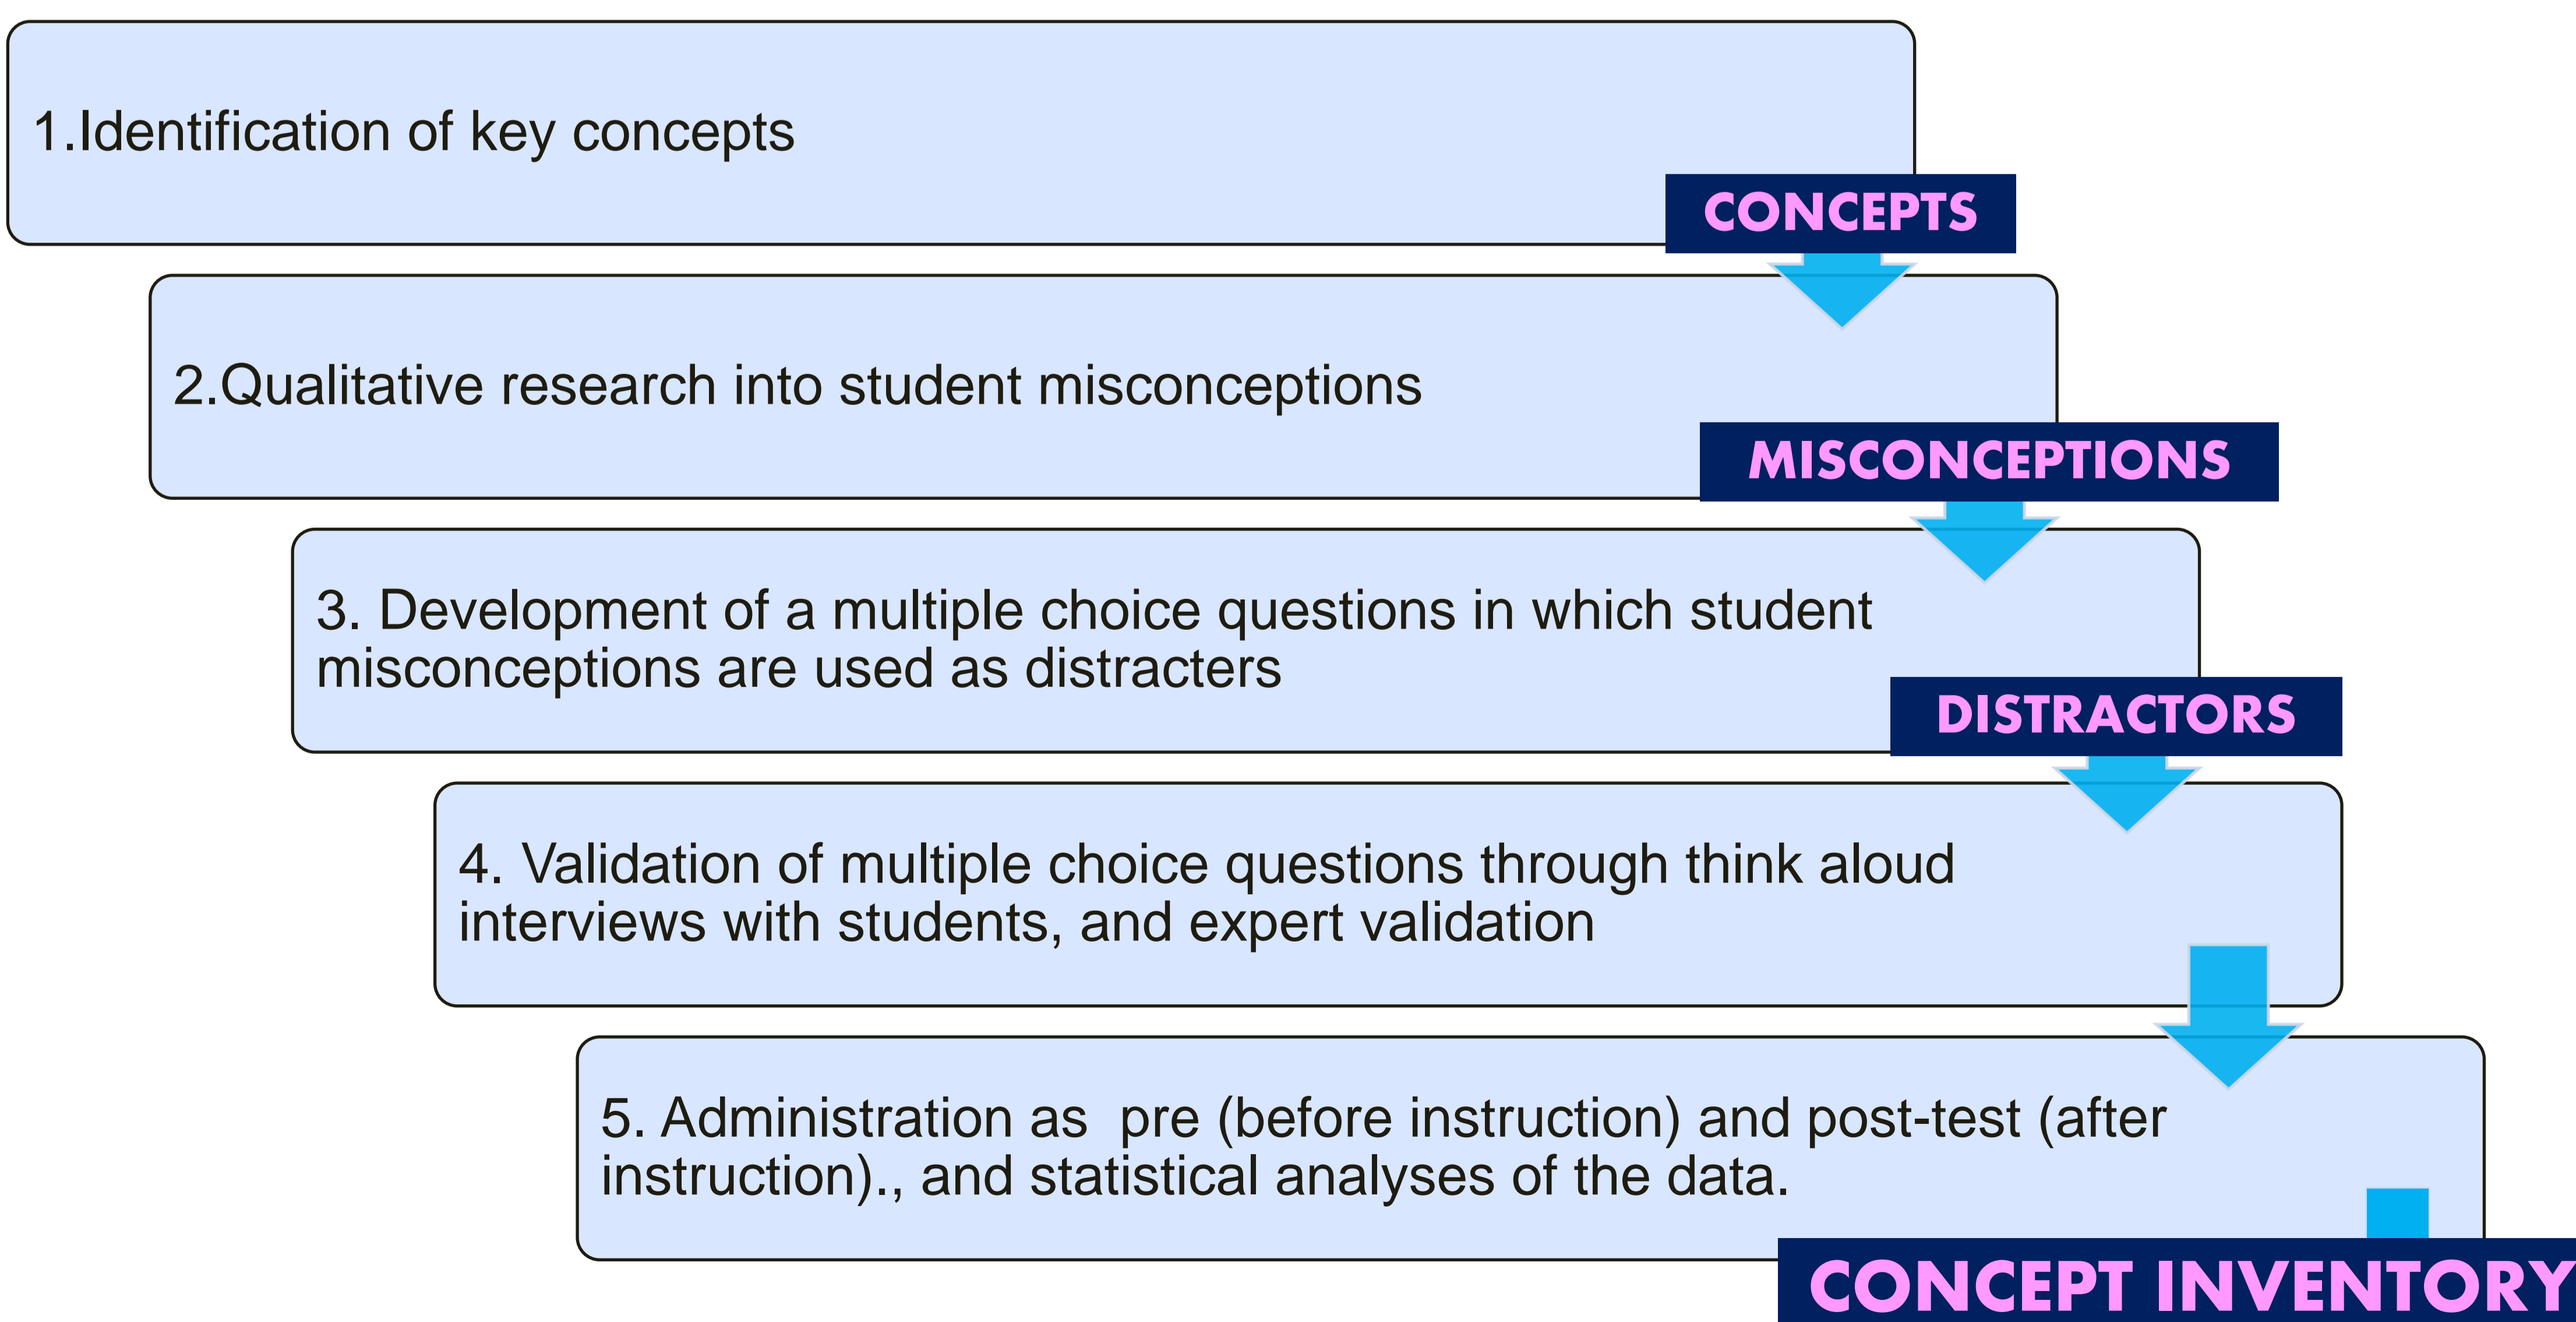 1.Identification of key concepts
CONCEPTS
2.Qualitative research into student misconceptions
MISCONCEPTIONS
3. Development of a multiple choice questions in which student
misconceptions are used as distracters
DISTRACTORS
4. Validation of multiple choice questions through think aloud
interviews with students, and expert validation
5. Administration as  pre (before instruction) and post-test (after
instruction)., and statistical analyses of the data.
CONCEPT INVENTORY